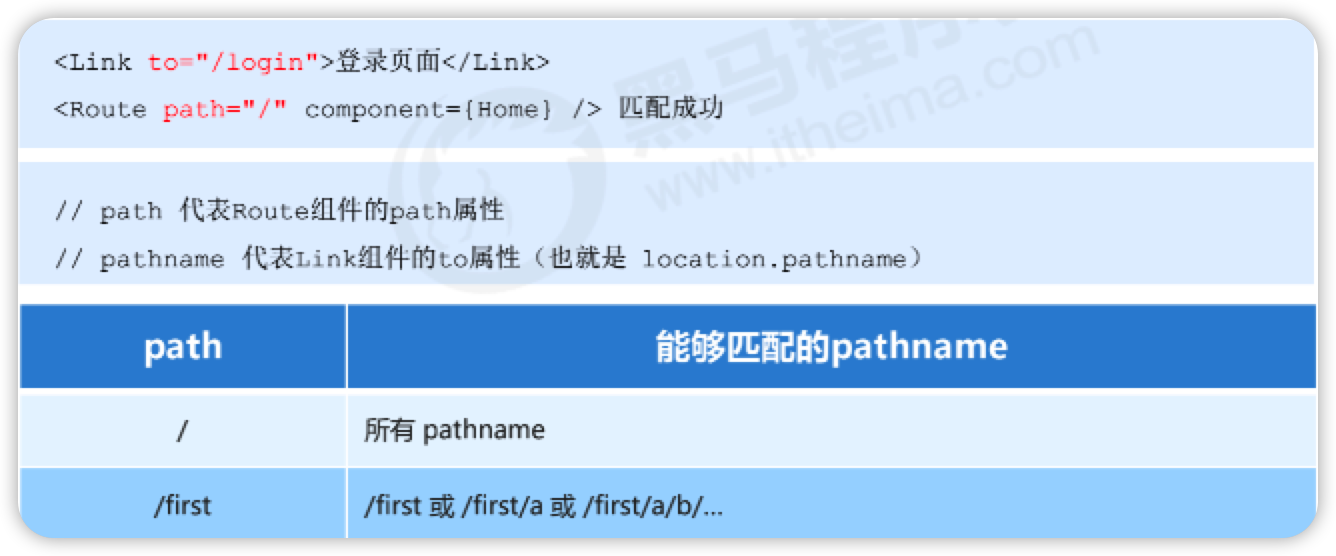 <Link to="/login">登录页面</Link>
<Route path="/" component={Home} /> 匹配成功
黑马程序
www.itheima.com
// path 代表Route组件的path属性
// pathname 代表Link组件的to属性（也就是 location.pathname）
path 能够匹配的pathname
/ 所有 pathname
/first /first 或 /first/a 或 /first/a/b/...